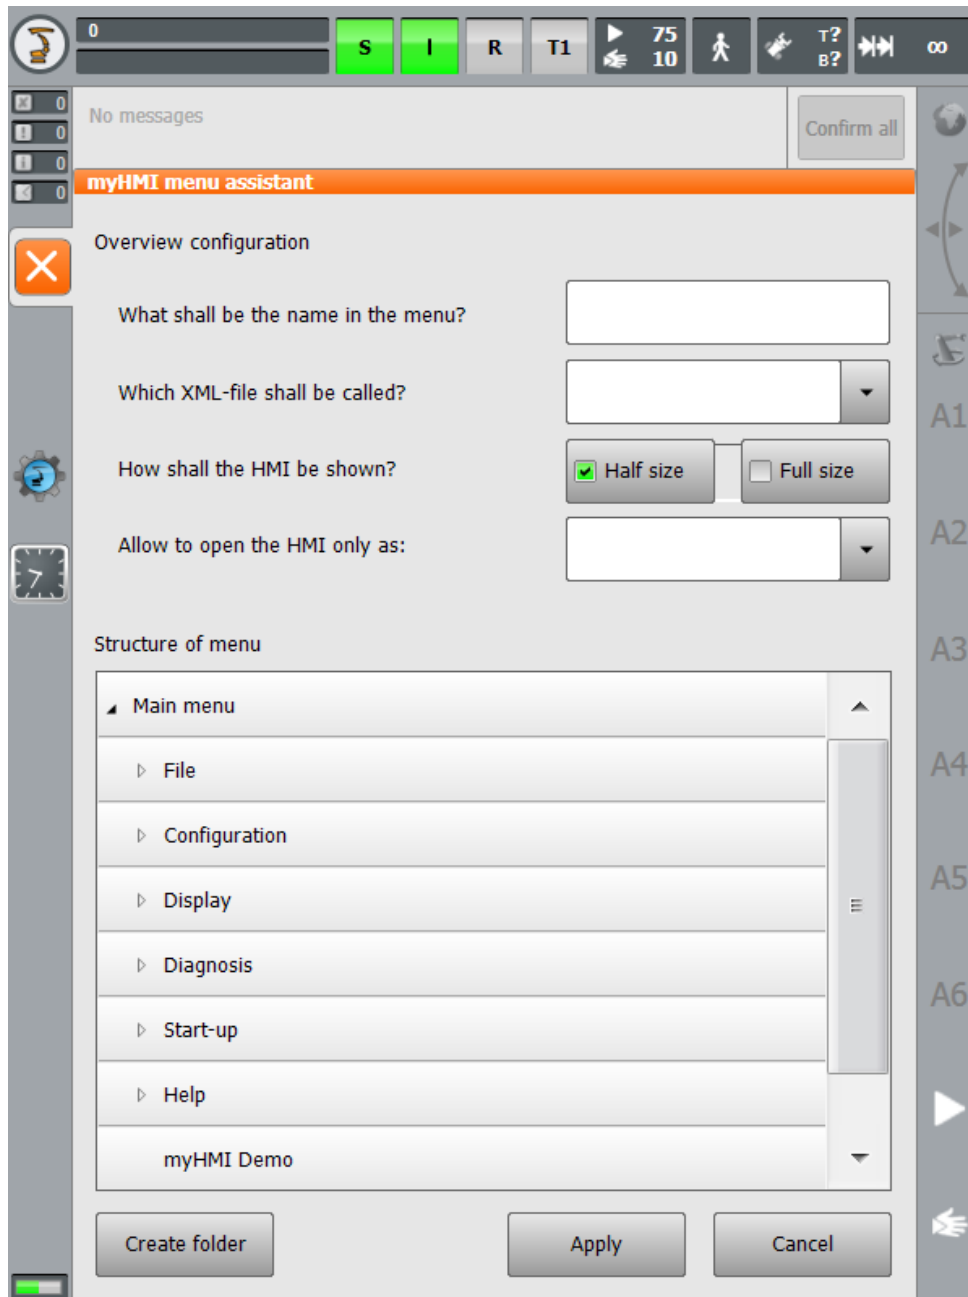 0
S I R T1 75 10 T? B? ∞
0 No messages Confirm all
0
0
0
myHMI menu assistant
Overview configuration
What shall be the name in the menu?
Which XML-file shall be called?
How shall the HMI be shown? Half size Full size
Allow to open the HMI only as:
Structure of menu
Main menu
File
Configuration
Display
Diagnosis
Start-up
Help
myHMI Demo
Create folder Apply Cancel
A1
A2
A3
A4
A5
A6